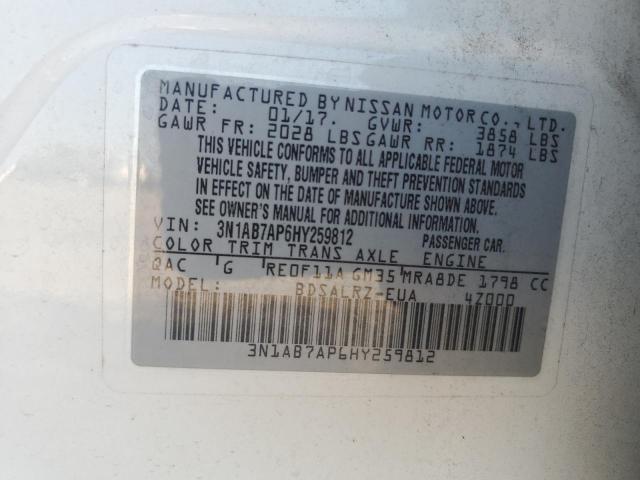 MANUFACTURED BY NISSAN MOTOR CO., LTD.
DATE: 01/17. GVWR: 3858 LBS
GAWR FR: 2028 LBS GAWR RR: 1874 LBS
THIS VEHICLE CONFORMS TO ALL APPLICABLE FEDERAL MOTOR
VEHICLE SAFETY, BUMPER AND THEFT PREVENTION STANDARDS
IN EFFECT ON THE DATE OF MANUFACTURE SHOWN ABOVE.
SEE OWNER'S MANUAL FOR ADDITIONAL INFORMATION.
VIN: 3N1AB7AP6HY259812 PASSENGER CAR.
COLOR TRIM TRANS AXLE ENGINE
QAC G RE0F11A GM35 MRA8DE 1798 CC
MODEL: BDSALRZ-EUA 4Z000
3N1AB7AP6HY259812